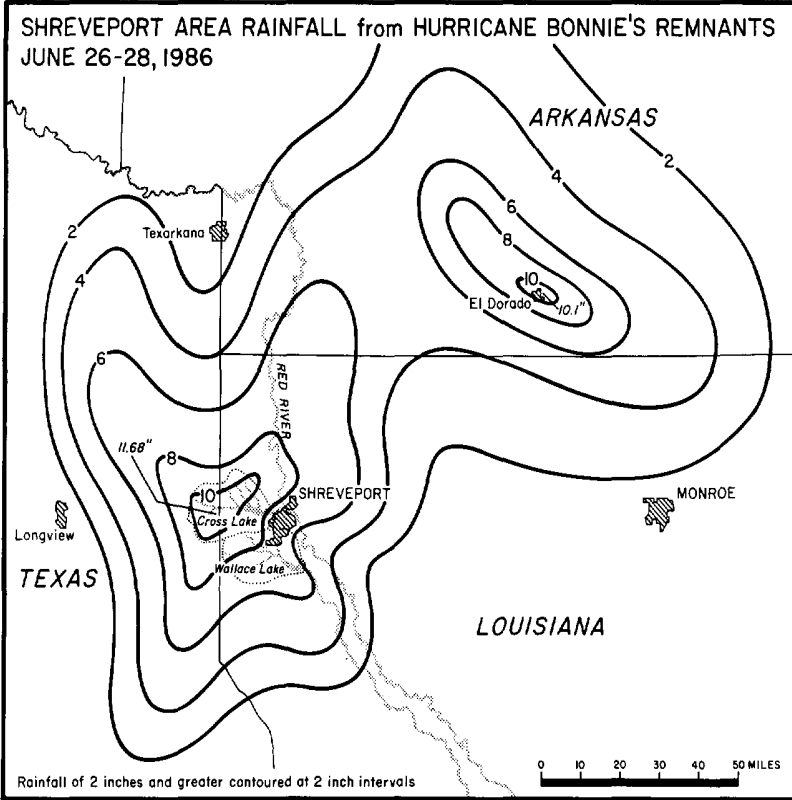 SHREVEPORT AREA RAINFALL from HURRICANE BONNIE'S REMNANTS
JUNE 26-28, 1986
ARKANSAS
2
4
6
8
10
El Dorado
10.1"
Texarkana
2
4
6
RED RIVER
11.68"
8
10
SHREVEPORT
Cross Lake
MONROE
Longview
Wallace Lake
TEXAS
LOUISIANA
0 10 20 30 40 50 MILES
Rainfall of 2 inches and greater contoured at 2 inch intervals